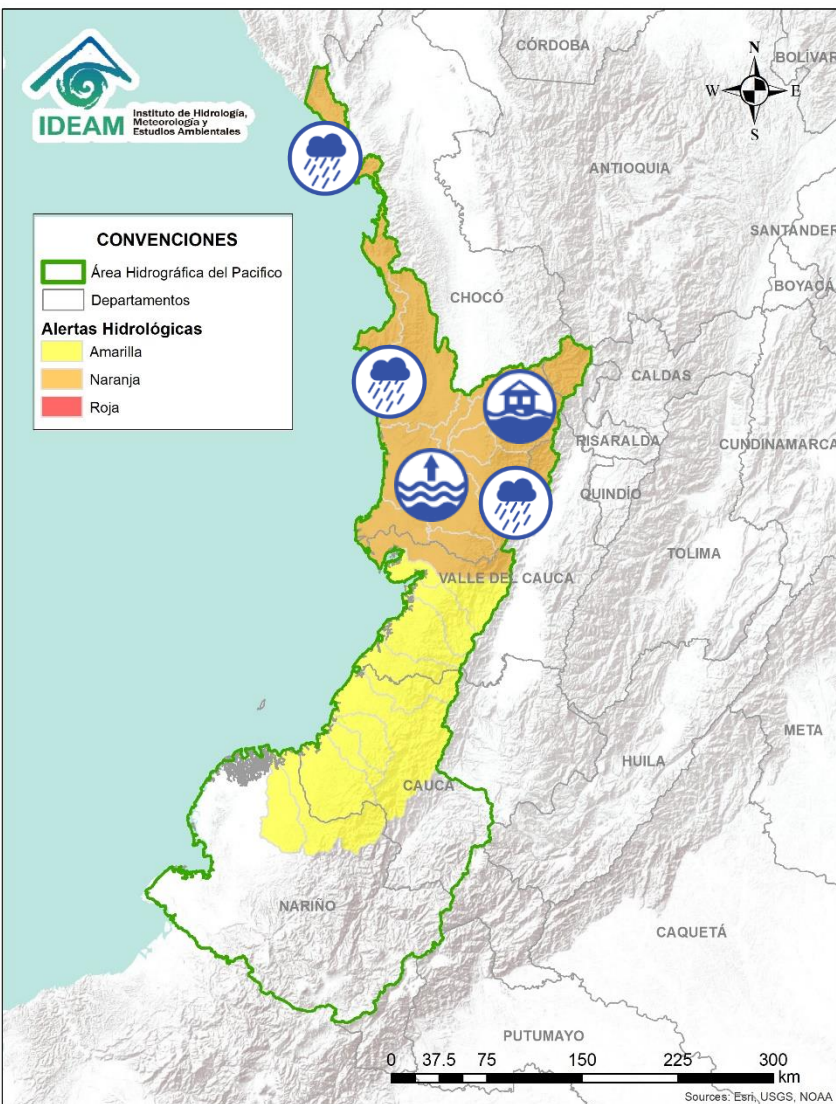 IDEAM
Instituto de Hidrología,
Meteorología y
Estudios Ambientales
CÓRDOBA
N
BOLÍVAR
W
E
S
ANTIOQUIA
CONVENCIONES
Área Hidrográfica del Pacifico
Departamentos
Alertas Hidrológicas
Amarilla
Naranja
Roja
SANTANDER
BOYACÁ
CHOCÓ
CALDAS
RISARALDA
CUNDINAMARCA
QUINDÍO
TOLIMA
VALLE DEL CAUCA
META
HUILA
CAUCA
NARIÑO
CAQUETÁ
PUTUMAYO
0 37.5 75 150 225 300
km
Sources: Esri, USGS, NOAA